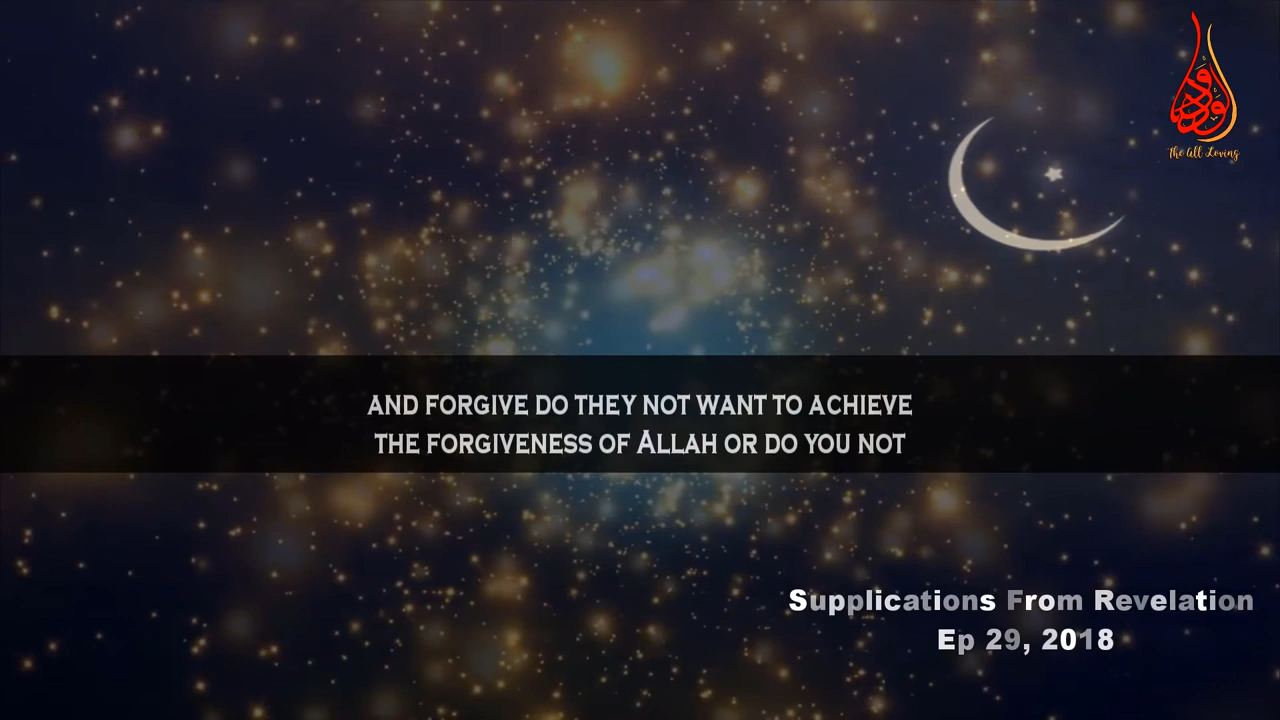 الودود
The All Loving
AND FORGIVE DO THEY NOT WANT TO ACHIEVE
THE FORGIVENESS OF ALLAH OR DO YOU NOT
Supplications From Revelation
Ep 29, 2018